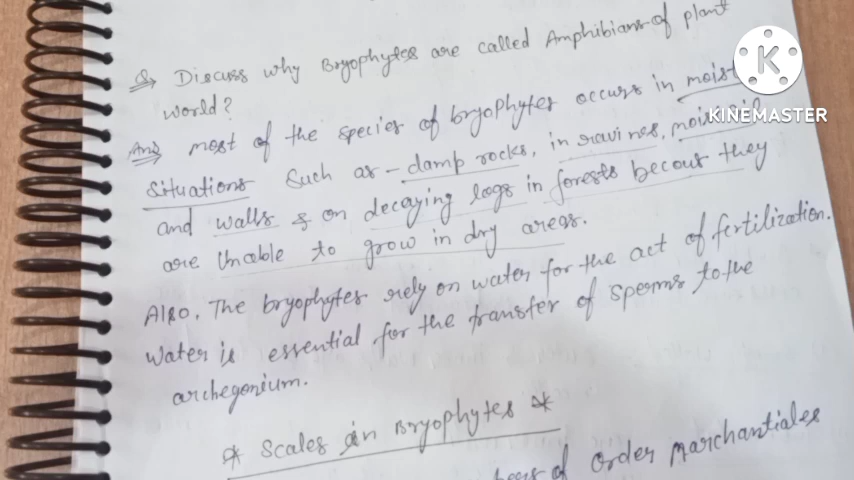 Q⇒ Discuss why Bryophytes are called Amphibians of plant
world?
Ans⇒ most of the species of bryophytes occurs in moist
Situations Such as - damp rocks, in ravines, moist soil
and walls & on decaying logs in forests becous they
are Unable to grow in dry areas.
Also, The bryophytes rely on water for the act of fertilization.
Water is essential for the transfer of sperms to the
archegonium.
* Scales in Bryophytes *
of order Marchantiales
K
KINEMASTER